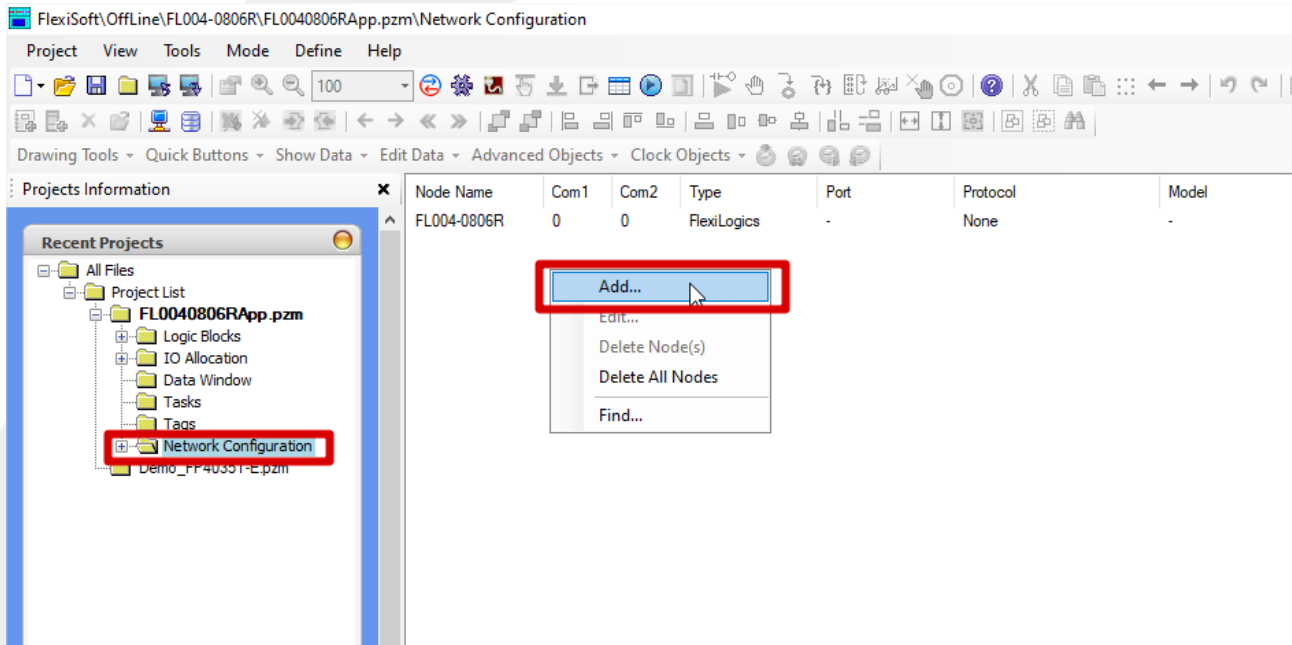 FlexiSoft\OffLine\FL004-0806R\FL0040806RApp.pzm\Network Configuration
Project View Tools Mode Define Help
100
Drawing Tools Quick Buttons Show Data Edit Data Advanced Objects Clock Objects
Projects Information
Node Name Com1 Com2 Type Port Protocol Model
FL004-0806R 0 0 FlexiLogics - None -
Recent Projects
All Files
Project List
FL0040806RApp.pzm
Logic Blocks
IO Allocation
Data Window
Tasks
Tags
Network Configuration
Demo_FP40351-E.pzm
Add...
Edit...
Delete Node(s)
Delete All Nodes
Find...